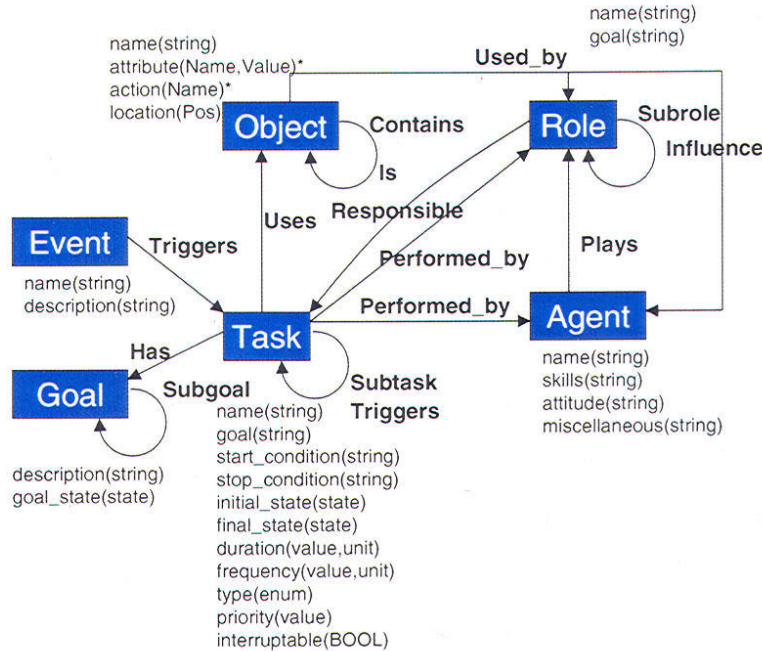 name(string)
goal(string)
name(string)
attribute(Name,Value)*
action(Name)*
location(Pos)
Used_by
Object
Contains
Is
Role
Subrole
Influence
Uses
Responsible
Plays
Event
Triggers
name(string)
description(string)
Performed_by
Performed_by
Task
Agent
Has
name(string)
skills(string)
attitude(string)
miscellaneous(string)
Goal
Subgoal
Subtask
Triggers
description(string)
goal_state(state)
name(string)
goal(string)
start_condition(string)
stop_condition(string)
initial_state(state)
final_state(state)
duration(value,unit)
frequency(value,unit)
type(enum)
priority(value)
interruptable(BOOL)